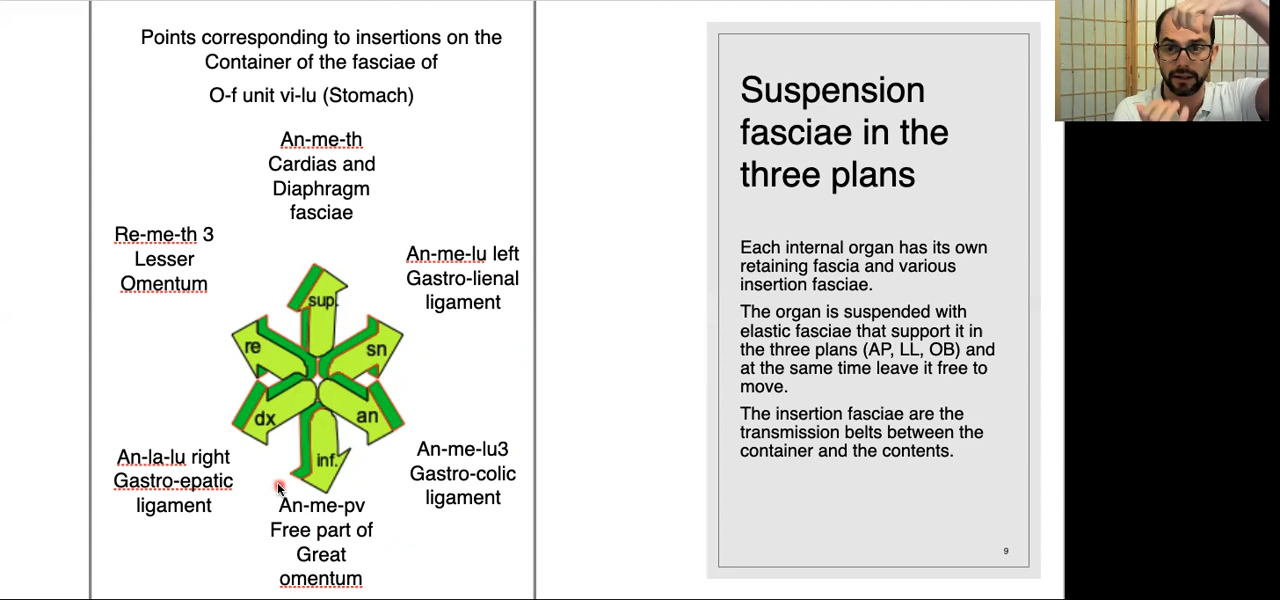 Points corresponding to insertions on the
Container of the fasciae of
O-f unit vi-lu (Stomach)
An-me-th
Cardias and
Diaphragm
fasciae
Re-me-th 3
Lesser
Omentum
An-me-lu left
Gastro-lienal
ligament
sup.
re
sn
dx
an
inf.
An-la-lu right
Gastro-epatic
ligament
An-me-lu3
Gastro-colic
ligament
An-me-pv
Free part of
Great
omentum
Suspension
fasciae in the
three plans
Each internal organ has its own
retaining fascia and various
insertion fasciae.
The organ is suspended with
elastic fasciae that support it in
the three plans (AP, LL, OB) and
at the same time leave it free to
move.
The insertion fasciae are the
transmission belts between the
container and the contents.
9